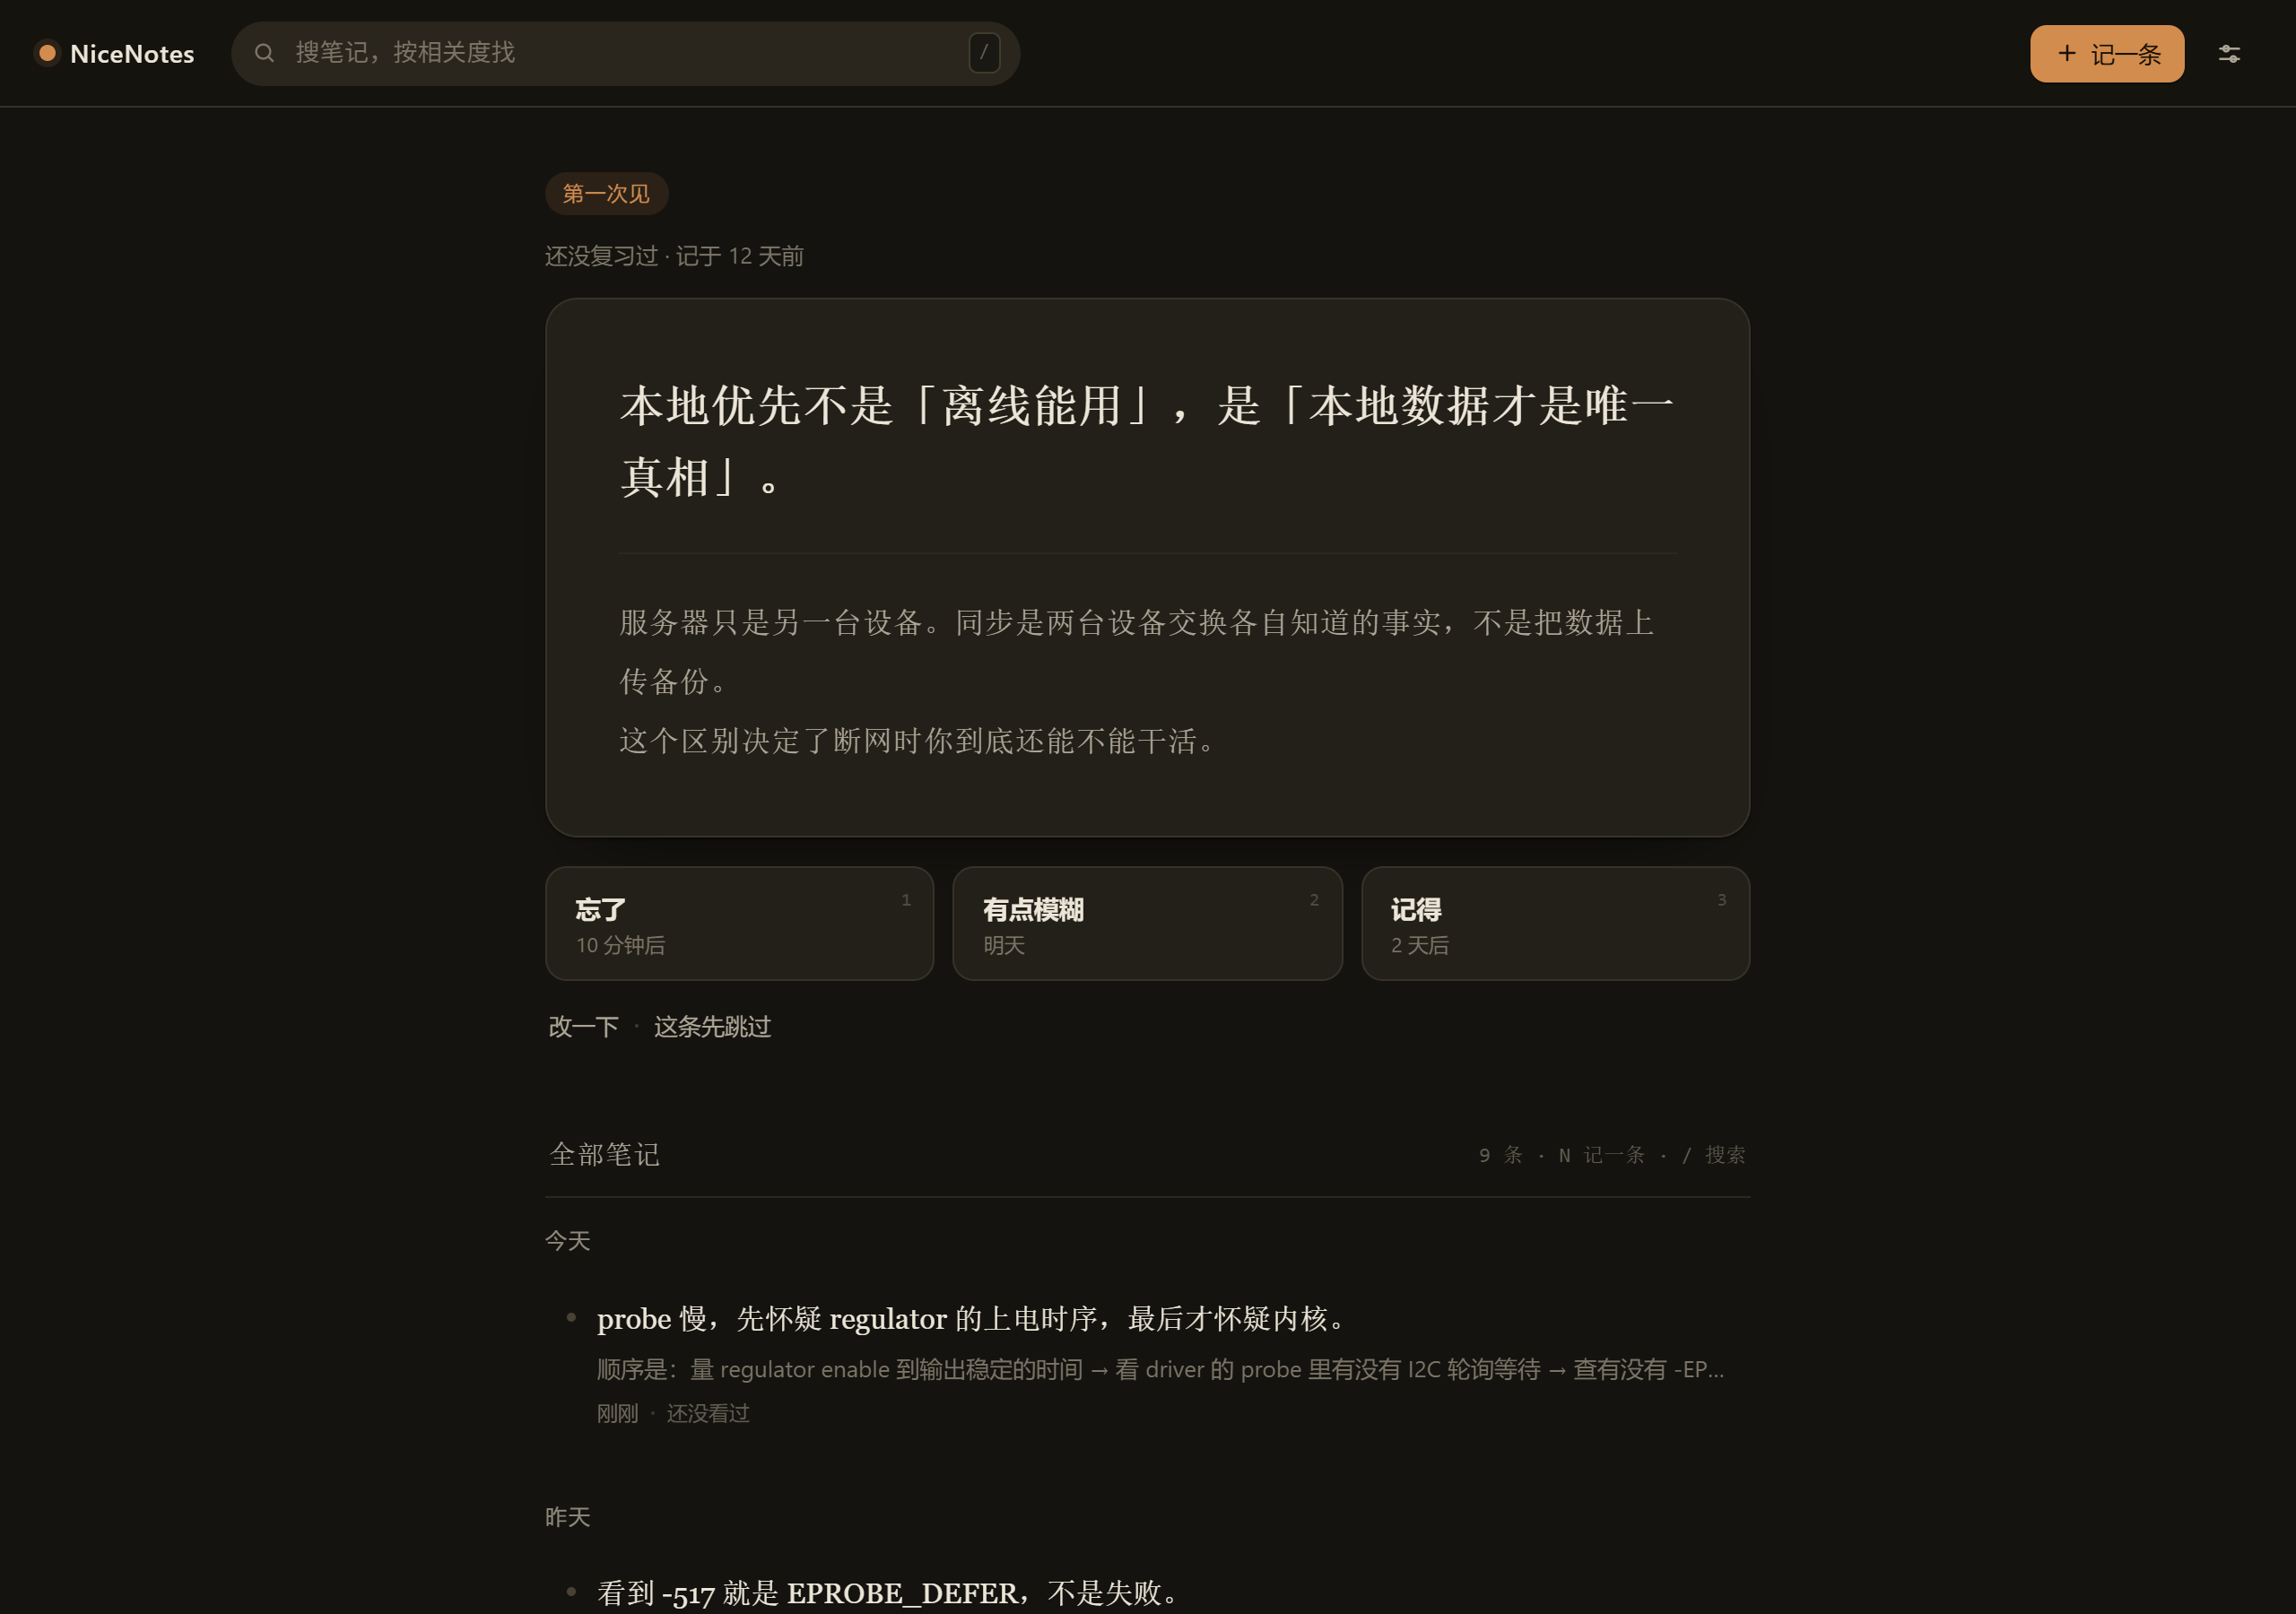 NiceNotes
搜笔记，按相关度找
/
+ 记一条
第一次见
还没复习过 · 记于 12 天前
本地优先不是「离线能用」，是「本地数据才是唯一
真相」。
服务器只是另一台设备。同步是两台设备交换各自知道的事实，不是把数据上
传备份。
这个区别决定了断网时你到底还能不能干活。
忘了 1
10 分钟后
有点模糊 2
明天
记得 3
2 天后
改一下 · 这条先跳过
全部笔记
9 条 · N 记一条 · / 搜索
今天
probe 慢，先怀疑 regulator 的上电时序，最后才怀疑内核。
顺序是：量 regulator enable 到输出稳定的时间 → 看 driver 的 probe 里有没有 I2C 轮询等待 → 查有没有 -EP...
刚刚 · 还没看过
昨天
看到 -517 就是 EPROBE_DEFER，不是失败。